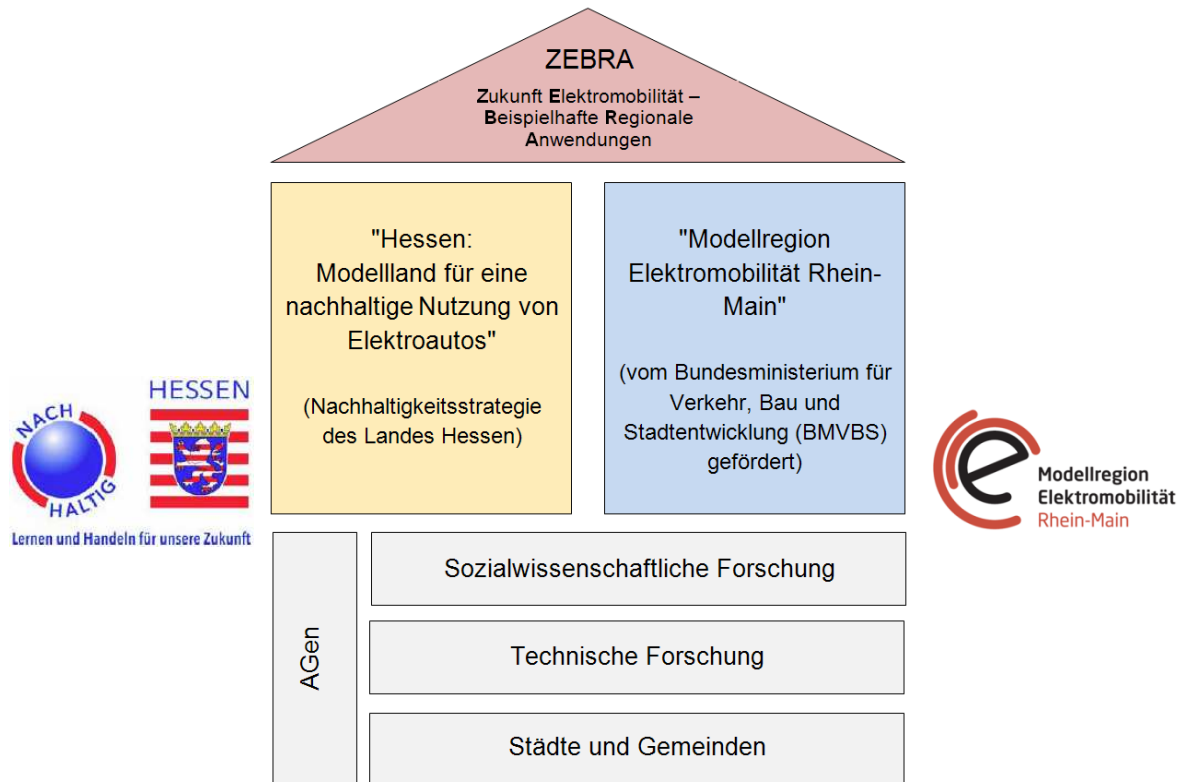 ZEBRA
Zukunft Elektromobilität –
Beispielhafte Regionale
Anwendungen
"Hessen:
Modellland für eine
nachhaltige Nutzung von
Elektroautos"
(Nachhaltigkeitsstrategie
des Landes Hessen)
"Modellregion
Elektromobilität Rhein-
Main"
(vom Bundesministerium für
Verkehr, Bau und
Stadtentwicklung (BMVBS)
gefördert)
NACH
HALTIG
HESSEN
Lernen und Handeln für unsere Zukunft
e
Modellregion
Elektromobilität
Rhein-Main
AGen
Sozialwissenschaftliche Forschung
Technische Forschung
Städte und Gemeinden